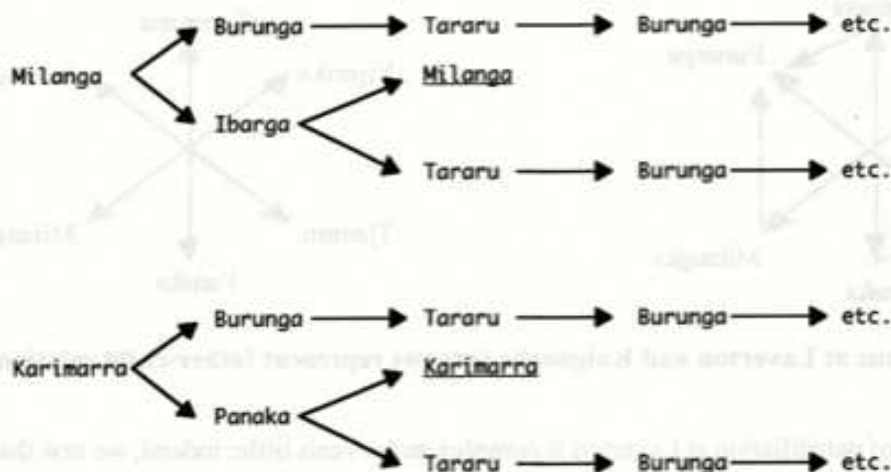 Burunga Tararu Burunga etc.
Milanga Milanga
Ibarga
Tararu Burunga etc.
Burunga Tararu Burunga etc.
Karimarra Karimarra
Panaka
Tararu Burunga etc.